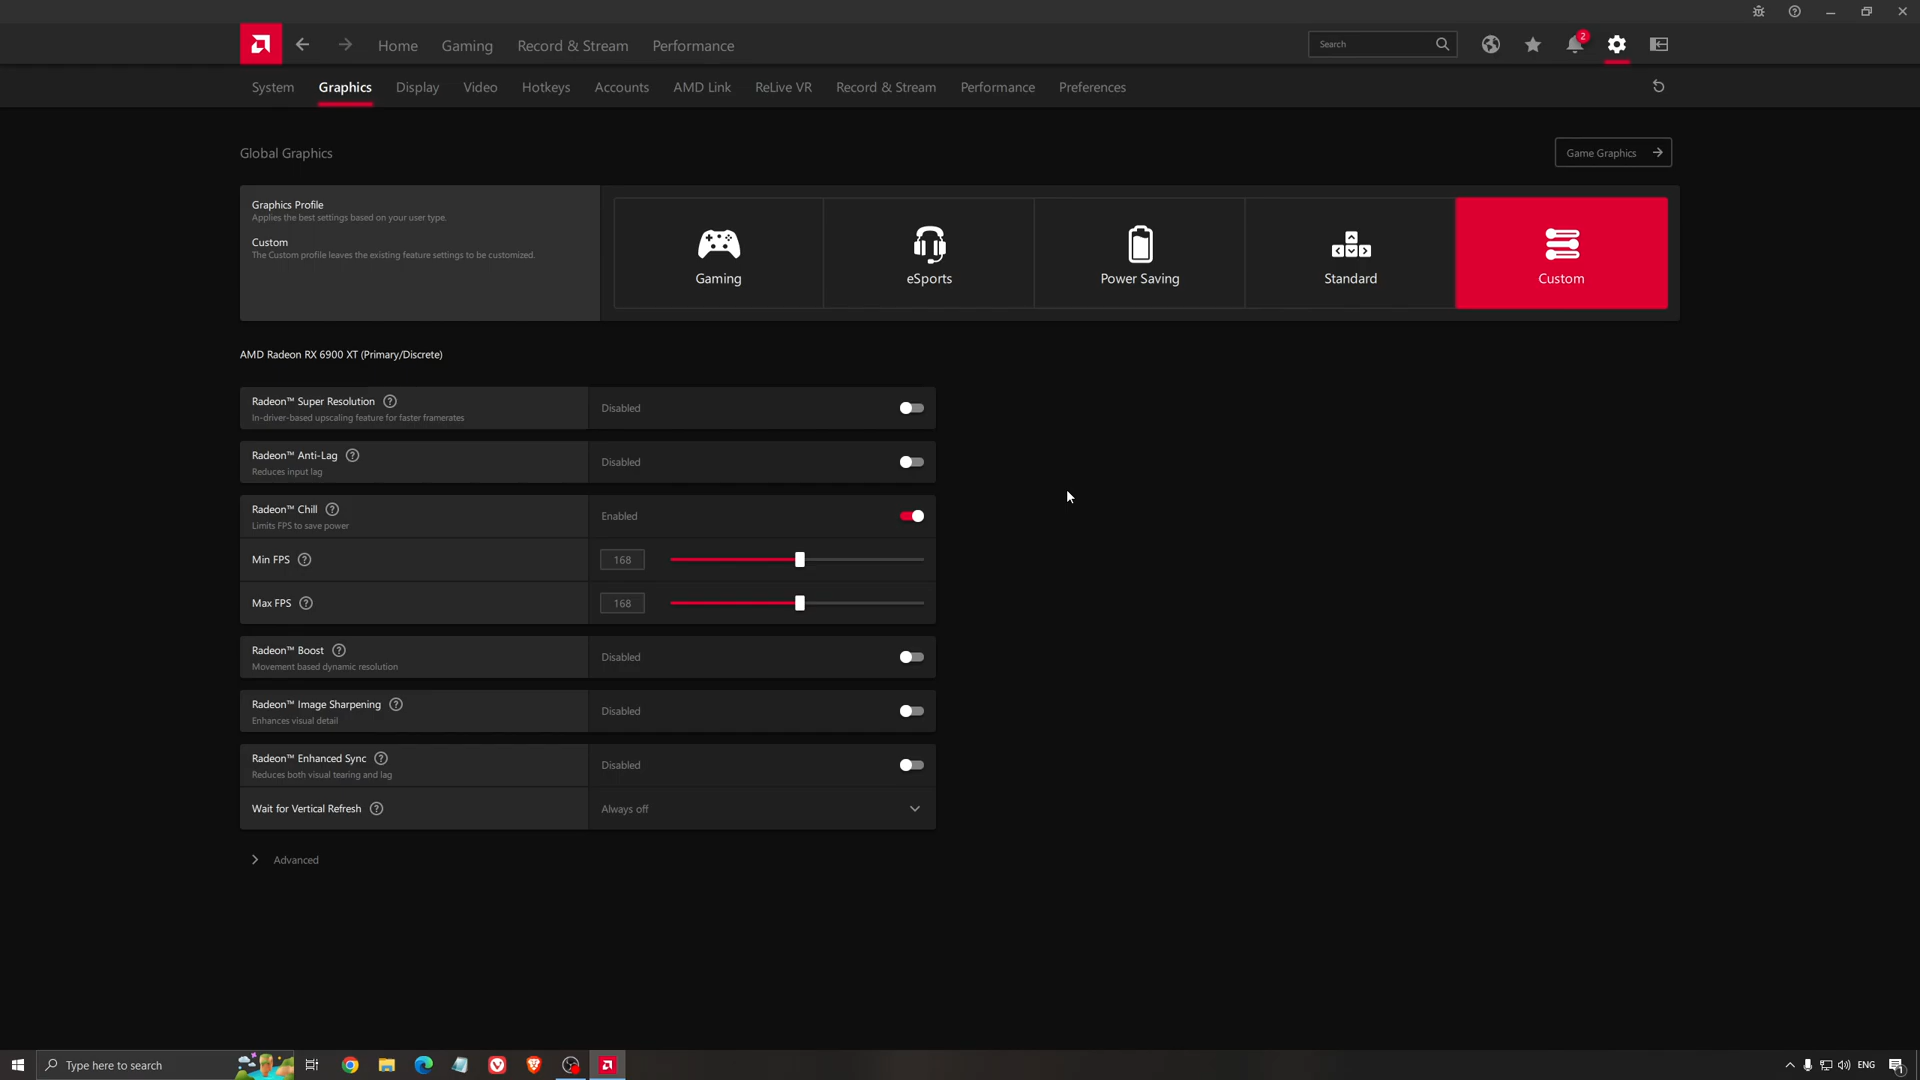 2
Home Gaming Record & Stream Performance Search
System Graphics Display Video Hotkeys Accounts AMD Link ReLive VR Record & Stream Performance Preferences
Global Graphics
Game Graphics
Graphics Profile
Applies the best settings based on your user type.
Custom
The Custom profile leaves the existing feature settings to be customized.
Gaming eSports Power Saving Standard Custom
AMD Radeon RX 6900 XT (Primary/Discrete)
Radeon™ Super Resolution ? Disabled
In-driver-based upscaling feature for faster framerates
Radeon™ Anti-Lag ? Disabled
Reduces input lag
Radeon™ Chill ? Enabled
Limits FPS to save power
Min FPS ? 168
Max FPS ? 168
Radeon™ Boost ? Disabled
Movement based dynamic resolution
Radeon™ Image Sharpening ? Disabled
Enhances visual detail
Radeon™ Enhanced Sync ? Disabled
Reduces both visual tearing and lag
Wait for Vertical Refresh ? Always off
Advanced
Type here to search ENG 1